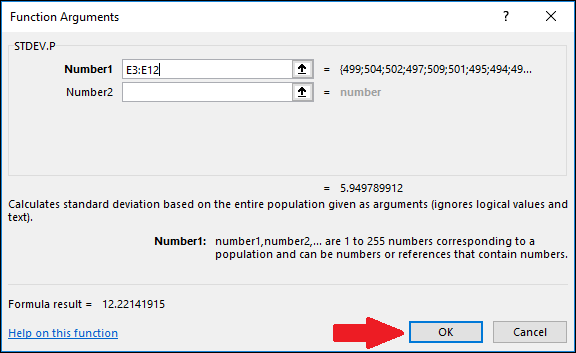 Function Arguments
STDEV.P
Number1 E3:E12 = {499;504;502;497;509;501;495;494;49...
Number2 = number
= 5.949789912
Calculates standard deviation based on the entire population given as arguments (ignores logical values and
text).
Number1: number1,number2,... are 1 to 255 numbers corresponding to a
population and can be numbers or references that contain numbers.
Formula result = 12.22141915
Help on this function
OK
Cancel